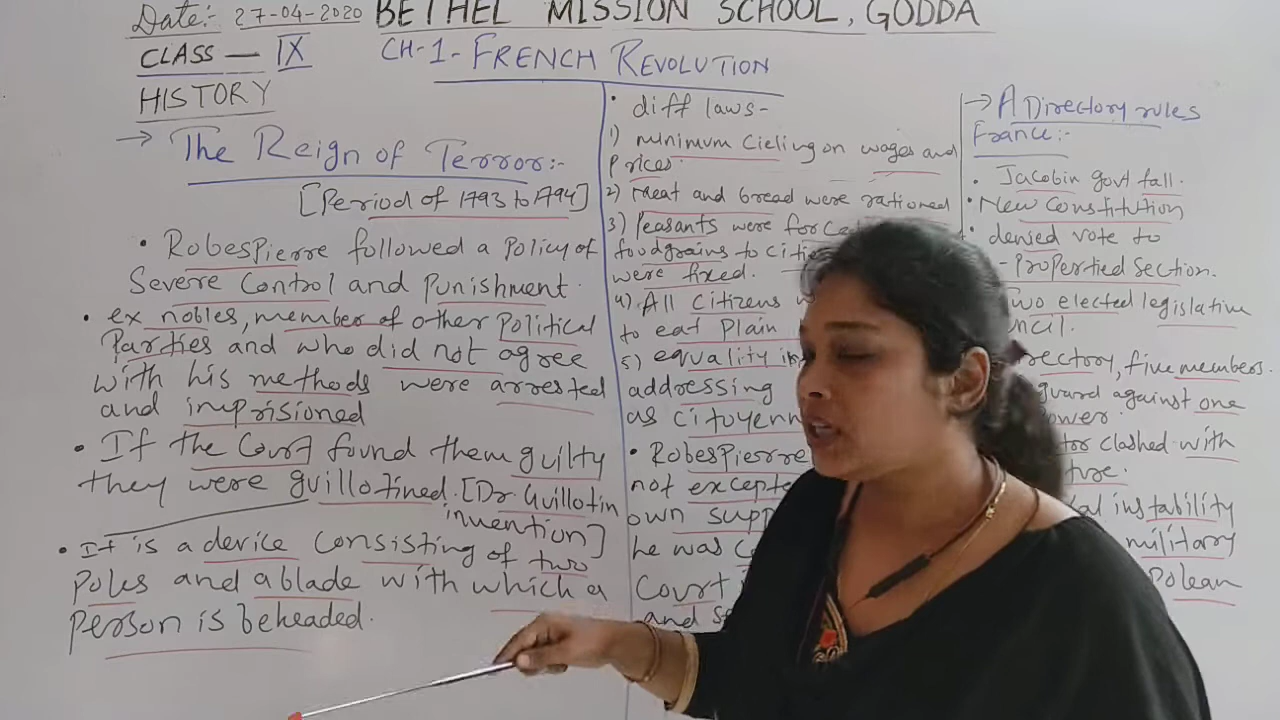 Date:- 27-04-2020 BETHEL MISSION SCHOOL, GODDA
CLASS — IX CH-1- FRENCH REVOLUTION
HISTORY
→ The Reign of Terror:-
[Period of 1793 to 1794]
• Robespierre followed a policy of
Severe Control and Punishment.
• ex nobles, member of other Political
Parties and who did not agree
with his methods were arrested
and imprisioned
• If the Court found them guilty
they were guillotined. [Dr Guillotin
invention]
• It is a device consisting of two
Poles and a blade with which a
Person is beheaded.
• diff laws-
1) minimum Cieling on wages and
Prices.
2) Meat and bread were rationed
3) Peasants were
foodgrains to
were fixed.
4) All Citizens
to eat Plain
5) equality in
addressing
as citoyenn
• Robespierre
not
own supp
he was
Court
and
→ A Directory rules
France:-
• Jacobin govt fall.
• New Constitution
• denied vote to
- Propertied Section.
Two elected legislative
ncil.
rectory, five members.
guard against one
Power.
tor clashed with
ture.
al instability
military
polean